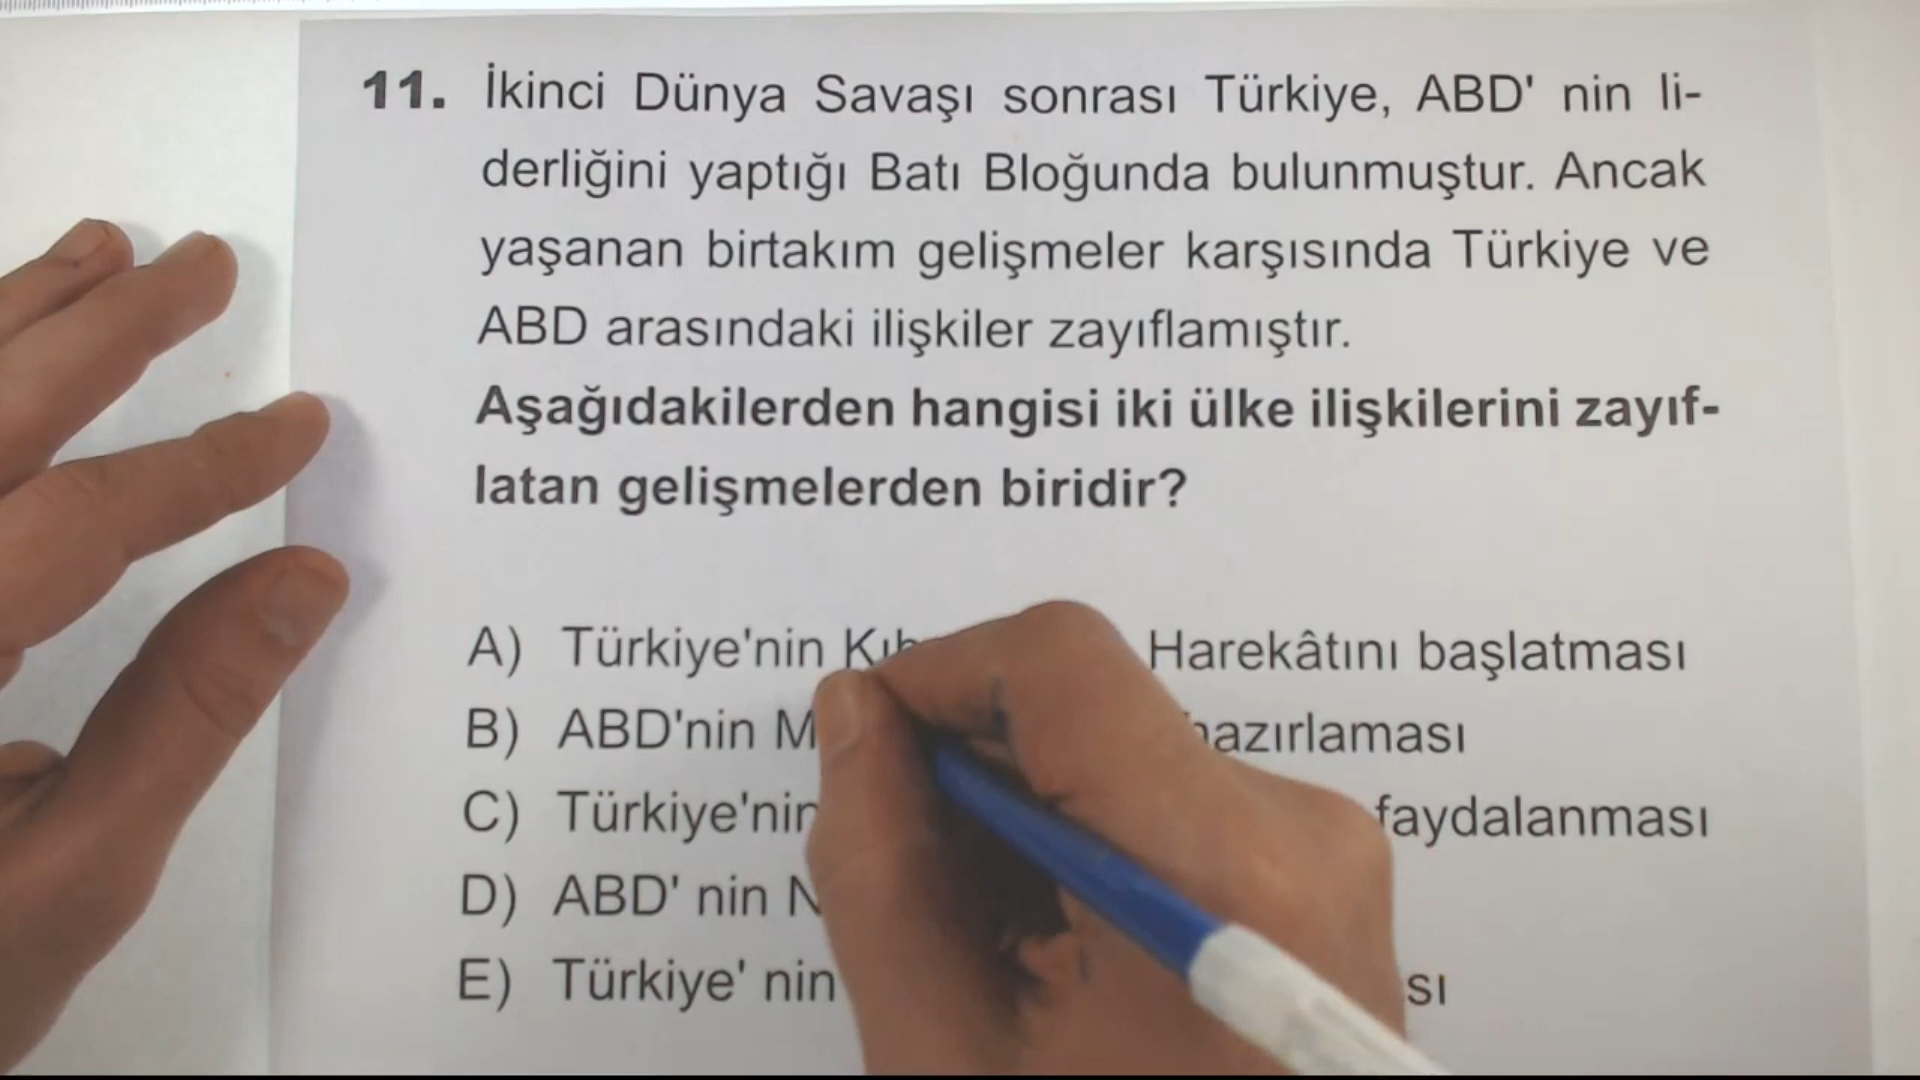 11. İkinci Dünya Savaşı sonrası Türkiye, ABD' nin li-
derliğini yaptığı Batı Bloğunda bulunmuştur. Ancak
yaşanan birtakım gelişmeler karşısında Türkiye ve
ABD arasındaki ilişkiler zayıflamıştır.
Aşağıdakilerden hangisi iki ülke ilişkilerini zayıf-
latan gelişmelerden biridir?
A) Türkiye'nin Harekâtını başlatması
B) ABD'nin hazırlaması
C) Türkiye'nin faydalanması
D) ABD' nin
E) Türkiye' nin